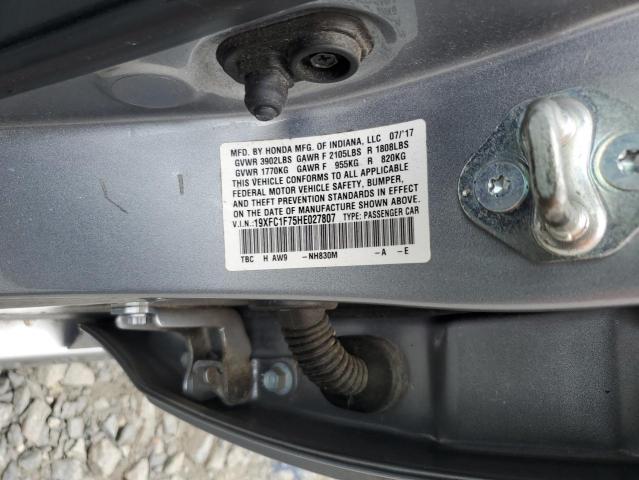 MFD. BY HONDA MFG. OF INDIANA, LLC 07/'17
GVWR 3902LBS GAWR F 2105LBS R 1808LBS
GVWR 1770KG GAWR F 955KG R 820KG
THIS VEHICLE CONFORMS TO ALL APPLICABLE
FEDERAL MOTOR VEHICLE SAFETY, BUMPER,
AND THEFT PREVENTION STANDARDS IN EFFECT
ON THE DATE OF MANUFACTURE SHOWN ABOVE.
V.I.N.: 19XFC1F75HE027807 TYPE: PASSENGER CAR
TBC H AW9 -NH830M -A -E